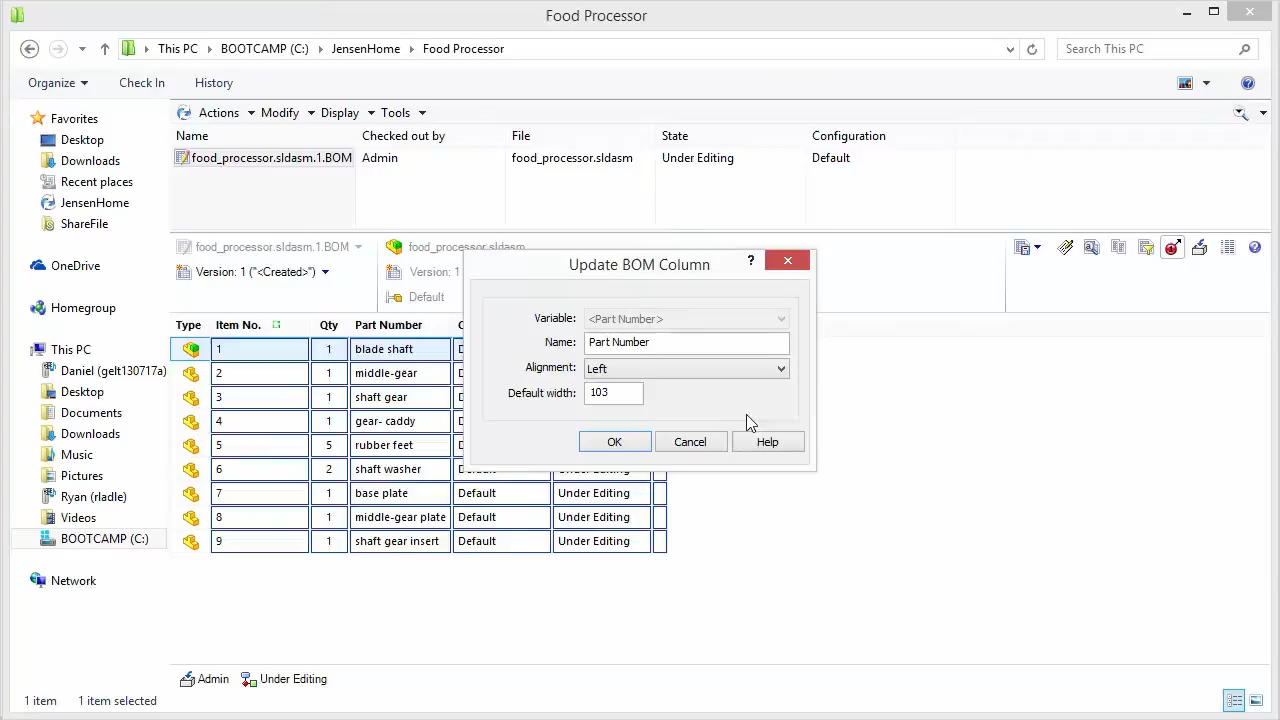 Food Processor
This PC BOOTCAMP (C:) JensenHome Food Processor
Search This PC
Organize Check In History
Favorites
Desktop
Downloads
Recent places
JensenHome
ShareFile
OneDrive
Homegroup
This PC
Daniel (gelt130717a)
Desktop
Documents
Downloads
Music
Pictures
Ryan (rladle)
Videos
BOOTCAMP (C:)
Network
Actions Modify Display Tools
Name Checked out by File State Configuration
food_processor.sldasm.1.BOM Admin food_processor.sldasm Under Editing Default
food_processor.sldasm.1.BOM food_processor.sldasm
Version: 1 ("<Created>") Version: 1
Default
Type Item No. Qty Part Number
1 1 blade shaft
2 1 middle-gear
3 1 shaft gear
4 1 gear- caddy
5 5 rubber feet
6 2 shaft washer
7 1 base plate Default Under Editing
8 1 middle-gear plate Default Under Editing
9 1 shaft gear insert Default Under Editing
Update BOM Column ?
Variable: <Part Number>
Name: Part Number
Alignment: Left
Default width: 103
OK Cancel Help
Admin Under Editing
1 item 1 item selected